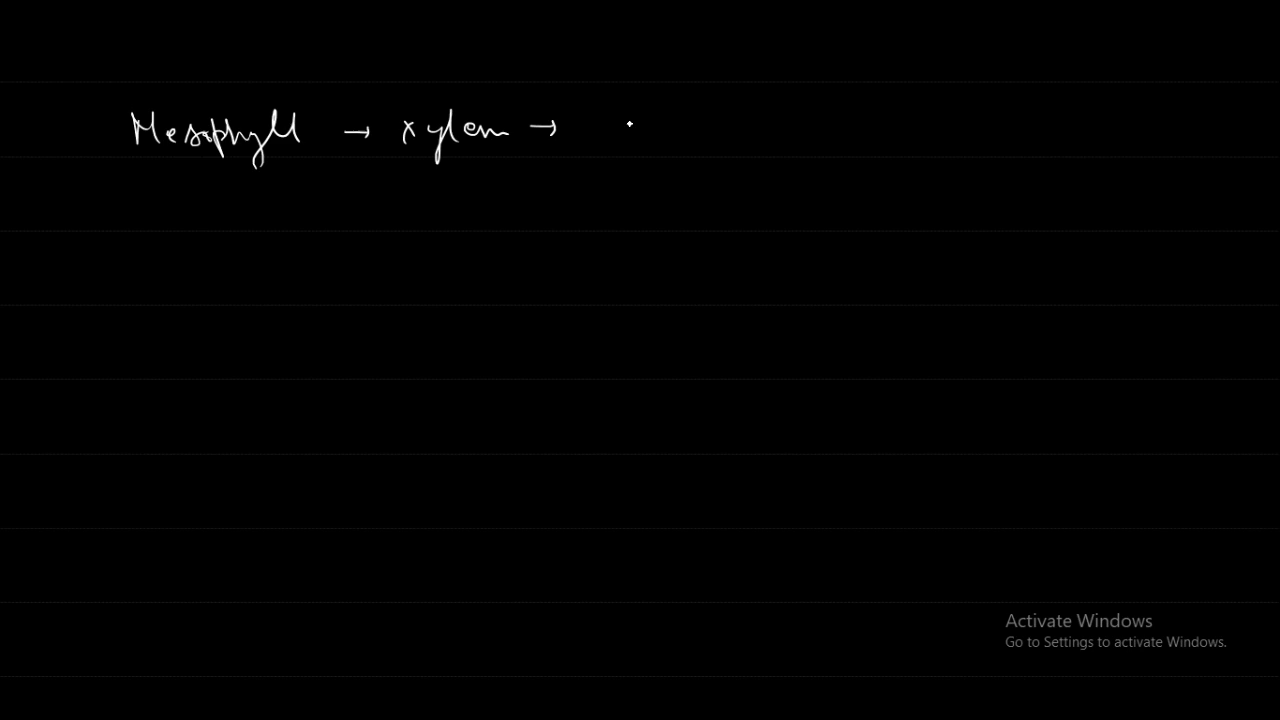 Mesophyll → xylem →
Activate Windows
Go to Settings to activate Windows.